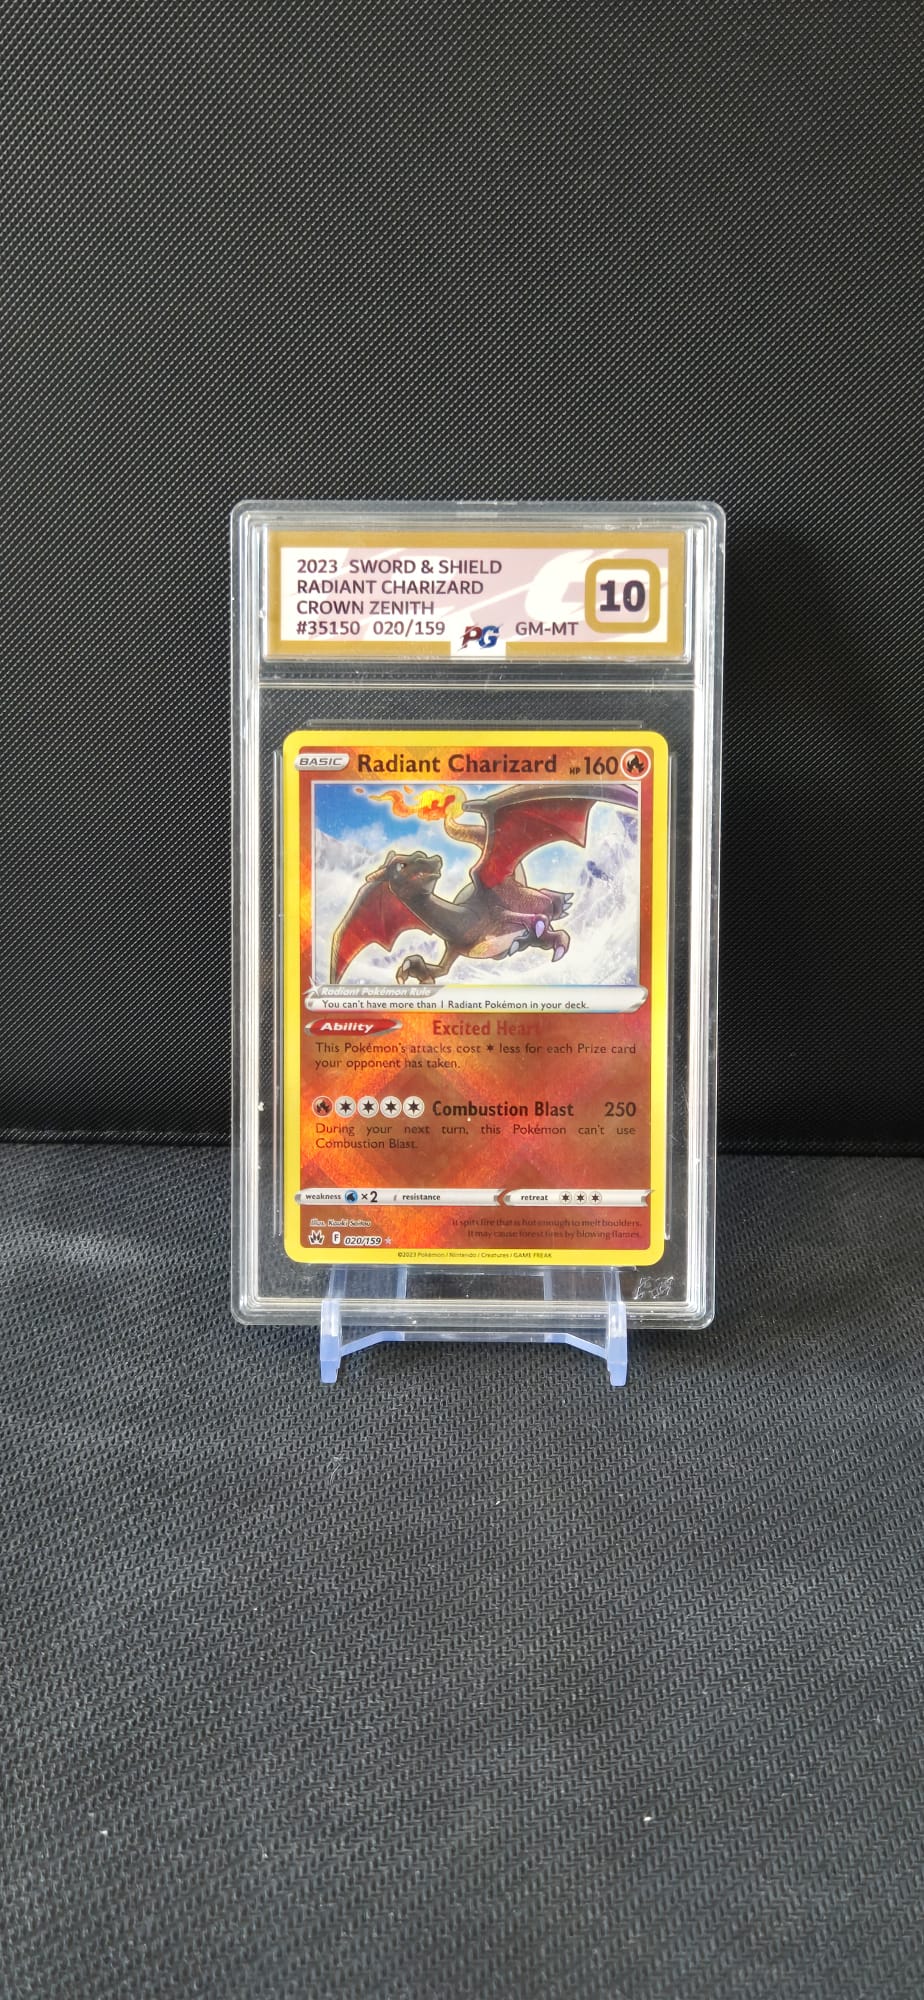 2023 SWORD & SHIELD
RADIANT CHARIZARD
CROWN ZENITH
#35150 020/159 PG GM-MT 10
BASIC Radiant Charizard HP 160
Radiant Pokémon Rule
You can't have more than 1 Radiant Pokémon in your deck.
Ability Excited Heart
This Pokémon's attacks cost less for each Prize card
your opponent has taken.
Combustion Blast 250
During your next turn, this Pokémon can't use
Combustion Blast.
weakness ×2 resistance retreat
Illus. Kouki Saitou
It spits fire that is hot enough to melt boulders.
It may cause forest fires by blowing flames.
F 020/159
©2023 Pokémon / Nintendo / Creatures / GAME FREAK